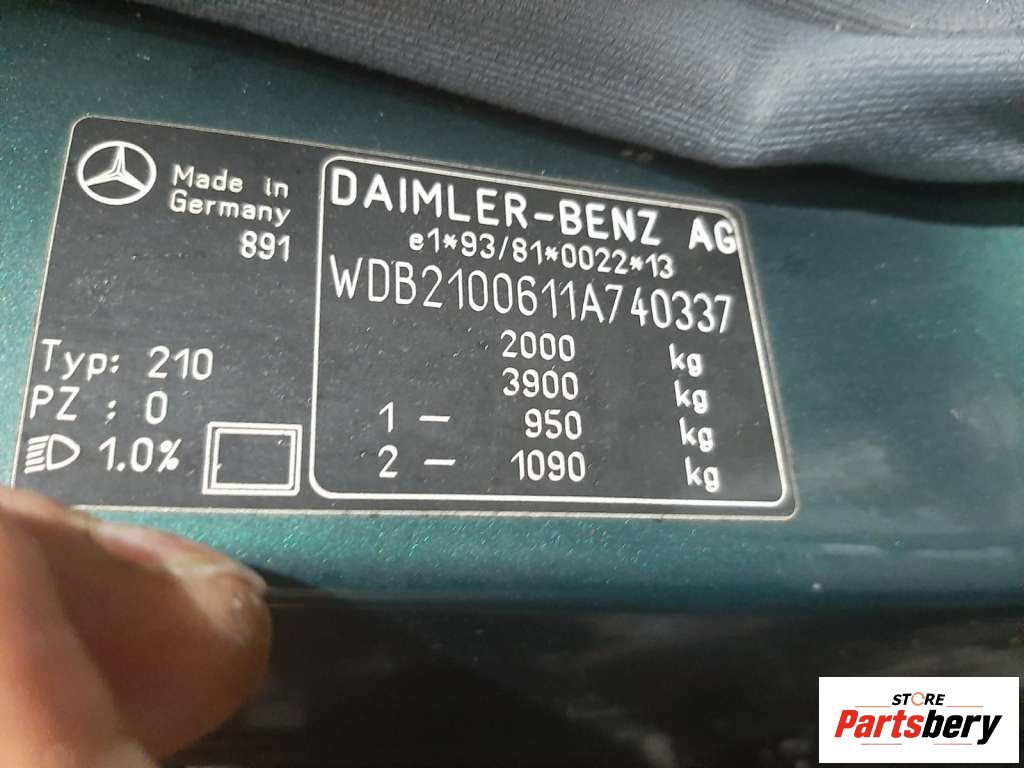 Made in
Germany
891
Typ: 210
PZ : 0
1.0%
DAIMLER-BENZ AG
e1*93/81*0022*13
WDB2100611A740337
2000 kg
3900 kg
1 — 950 kg
2 — 1090 kg
STORE
Partsbery